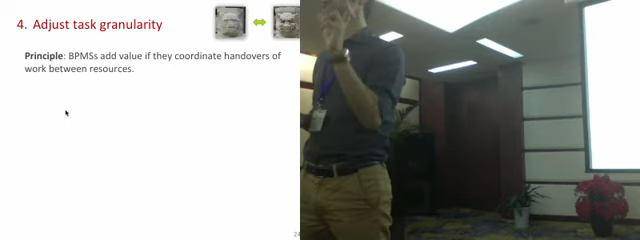 4. Adjust task granularity
Principle: BPMSs add value if they coordinate handovers of
work between resources.
24